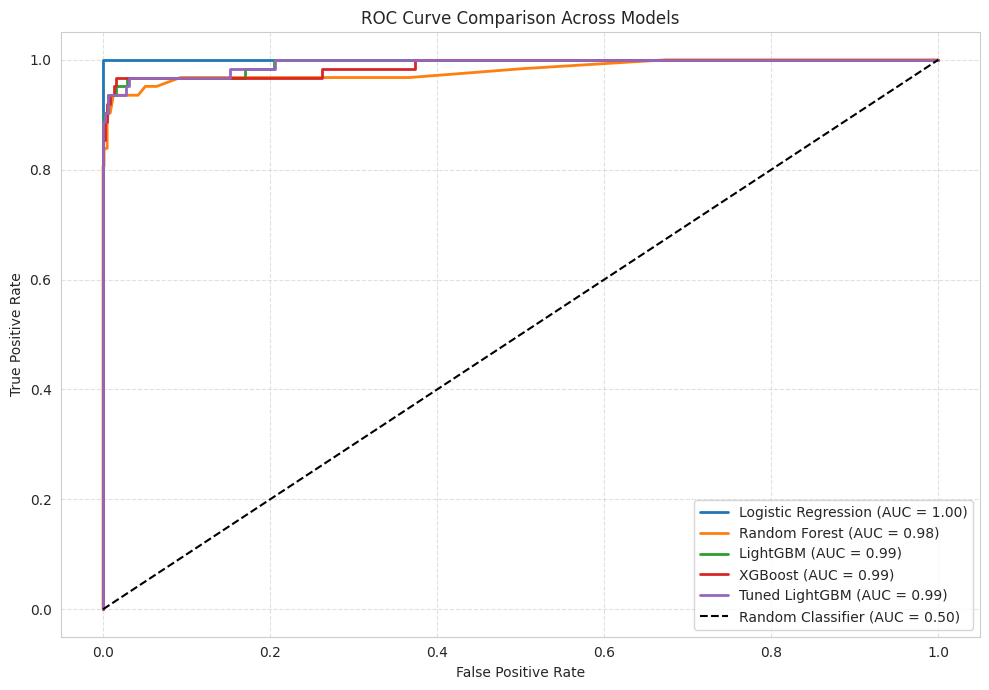 ROC Curve Comparison Across Models
True Positive Rate
1.0
0.8
0.6
0.4
0.2
0.0
0.0 0.2 0.4 0.6 0.8 1.0
False Positive Rate
Logistic Regression (AUC = 1.00)
Random Forest (AUC = 0.98)
LightGBM (AUC = 0.99)
XGBoost (AUC = 0.99)
Tuned LightGBM (AUC = 0.99)
Random Classifier (AUC = 0.50)